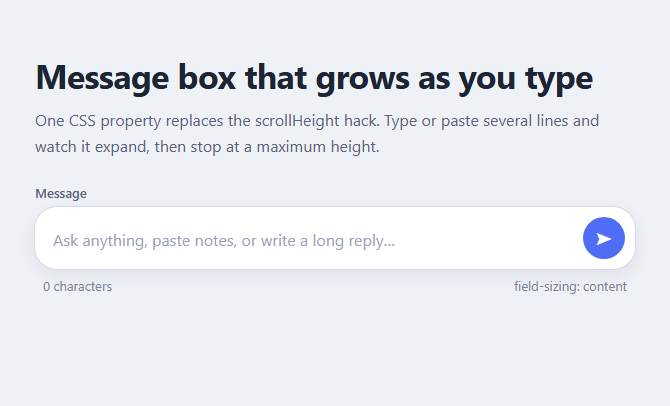 Message box that grows as you type
One CSS property replaces the scrollHeight hack. Type or paste several lines and
watch it expand, then stop at a maximum height.
Message
Ask anything, paste notes, or write a long reply...
0 characters
field-sizing: content